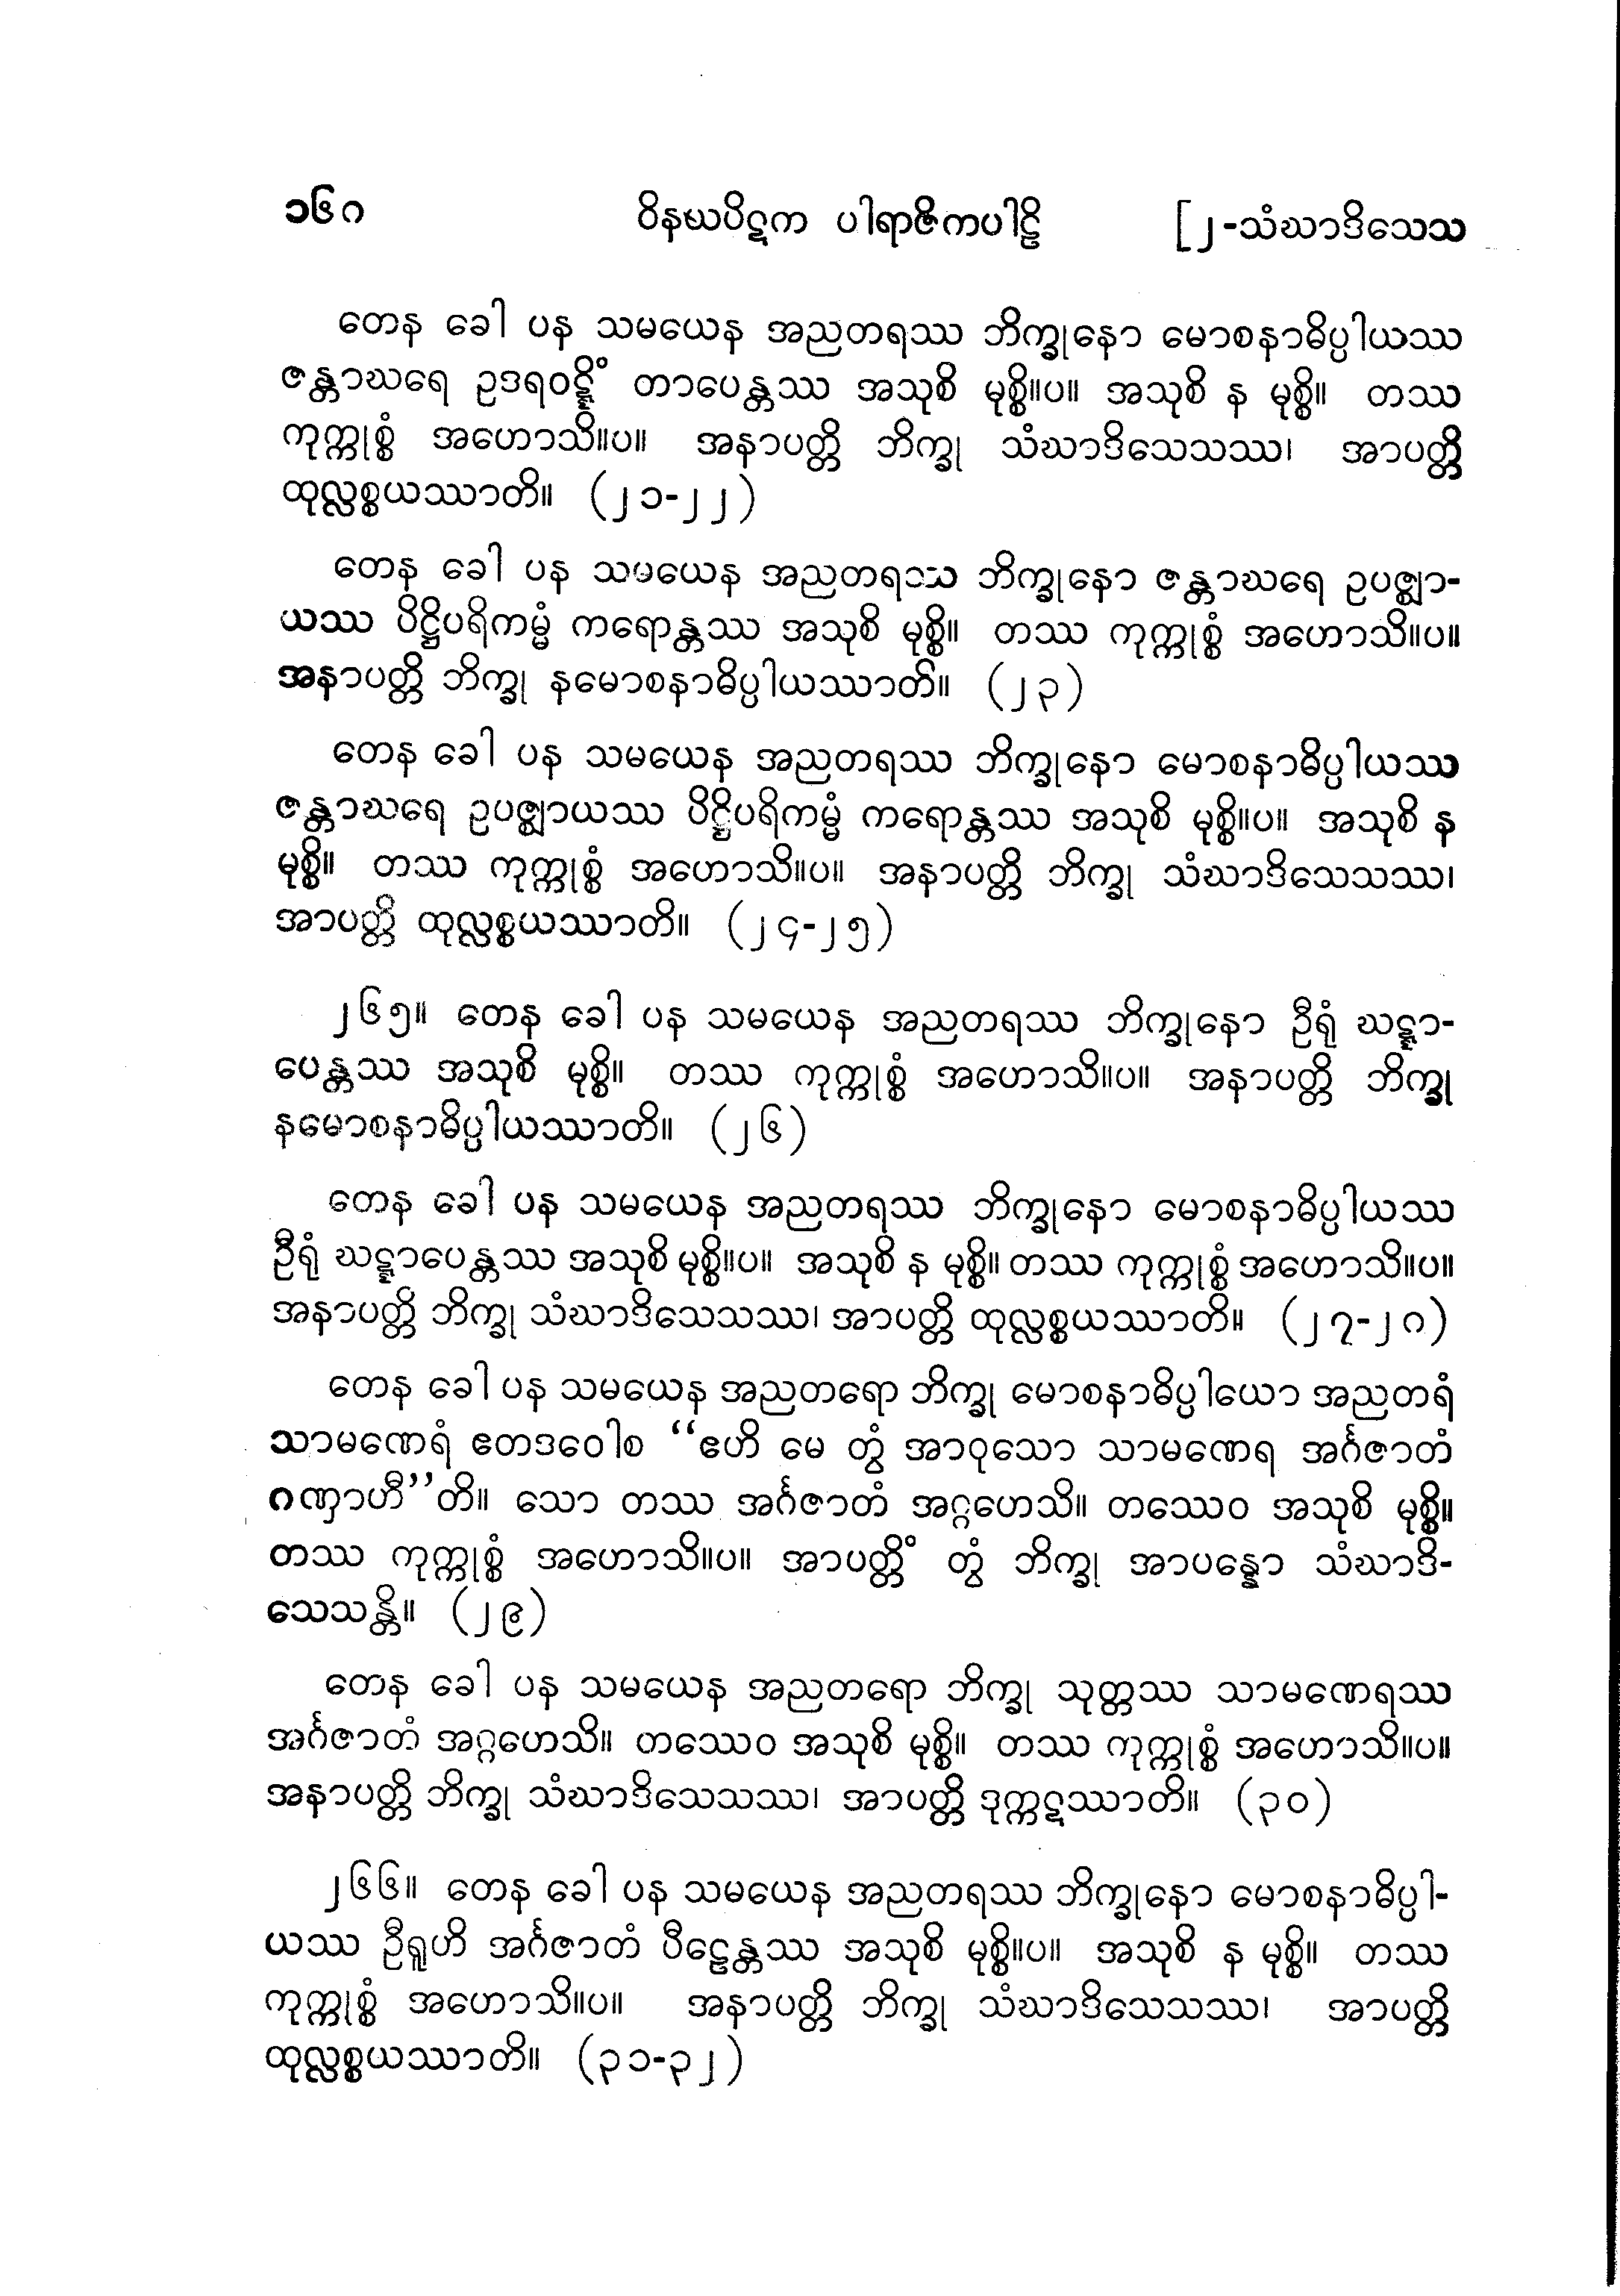 ၁၆၈ ဝိနယပိဋက ပါရာဇိကပါဠိ [၂-သံဃာဒိသေသ
တေန ခေါ ပန သမယေန အညတရဿ ဘိက္ခုနော မောစနာဓိပ္ပါယဿ
ဇန္တာဃရေ ဥဒရဝဋ္ဋိံ တာပေန္တဿ အသုစိ မုစ္စိ။ပ။ အသုစိ န မုစ္စိ။ တဿ
ကုက္ကုစ္စံ အဟောသိ။ပ။ အနာပတ္တိ ဘိက္ခု သံဃာဒိသေသဿ၊ အာပတ္တိ
ထုလ္လစ္စယဿာတိ။ (၂၁-၂၂)
တေန ခေါ ပန သမယေန အညတရဿ ဘိက္ခုနော ဇန္တာဃရေ ဥပဇ္ဈာ-
ယဿ ပိဋ္ဌိပရိကမ္မံ ကရောန္တဿ အသုစိ မုစ္စိ။ တဿ ကုက္ကုစ္စံ အဟောသိ။ပ။
အနာပတ္တိ ဘိက္ခု နမောစနာဓိပ္ပါယဿာတိ။ (၂၃)
တေန ခေါ ပန သမယေန အညတရဿ ဘိက္ခုနော မောစနာဓိပ္ပါယဿ
ဇန္တာဃရေ ဥပဇ္ဈာယဿ ပိဋ္ဌိပရိကမ္မံ ကရောန္တဿ အသုစိ မုစ္စိ။ပ။ အသုစိ န
မုစ္စိ။ တဿ ကုက္ကုစ္စံ အဟောသိ။ပ။ အနာပတ္တိ ဘိက္ခု သံဃာဒိသေသဿ၊
အာပတ္တိ ထုလ္လစ္စယဿာတိ။ (၂၄-၂၅)
၂၆၅။ တေန ခေါ ပန သမယေန အညတရဿ ဘိက္ခုနော ဦရုံ ဃဋ္ဋာ-
ပေန္တဿ အသုစိ မုစ္စိ။ တဿ ကုက္ကုစ္စံ အဟောသိ။ပ။ အနာပတ္တိ ဘိက္ခု
နမောစနာဓိပ္ပါယဿာတိ။ (၂၆)
တေန ခေါ ပန သမယေန အညတရဿ ဘိက္ခုနော မောစနာဓိပ္ပါယဿ
ဦရုံ ဃဋ္ဋာပေန္တဿ အသုစိ မုစ္စိ။ပ။ အသုစိ န မုစ္စိ။ တဿ ကုက္ကုစ္စံ အဟောသိ။ပ။
အနာပတ္တိ ဘိက္ခု သံဃာဒိသေသဿ၊ အာပတ္တိ ထုလ္လစ္စယဿာတိ။ (၂၇-၂၈)
တေန ခေါ ပန သမယေန အညတရော ဘိက္ခု မောစနာဓိပ္ပါယော အညတရံ
သာမဏေရံ ဧတဒဝေါစ “ဧဟိ မေ တွံ အာဝုသော သာမဏေရ အင်္ဂဇာတံ
ဂဏှာဟီ”တိ။ သော တဿ အင်္ဂဇာတံ အဂ္ဂဟေသိ။ တဿေဝ အသုစိ မုစ္စိ။
တဿ ကုက္ကုစ္စံ အဟောသိ။ပ။ အာပတ္တိံ တွံ ဘိက္ခု အာပန္နော သံဃာဒိ-
သေသန္တိ။ (၂၉)
တေန ခေါ ပန သမယေန အညတရော ဘိက္ခု သုတ္တဿ သာမဏေရဿ
အင်္ဂဇာတံ အဂ္ဂဟေသိ။ တဿေဝ အသုစိ မုစ္စိ။ တဿ ကုက္ကုစ္စံ အဟောသိ။ပ။
အနာပတ္တိ ဘိက္ခု သံဃာဒိသေသဿ၊ အာပတ္တိ ဒုက္ကဋဿာတိ။ (၃၀)
၂၆၆။ တေန ခေါ ပန သမယေန အညတရဿ ဘိက္ခုနော မောစနာဓိပ္ပါ-
ယဿ ဦရူဟိ အင်္ဂဇာတံ ပီဠေန္တဿ အသုစိ မုစ္စိ။ပ။ အသုစိ န မုစ္စိ။ တဿ
ကုက္ကုစ္စံ အဟောသိ။ပ။ အနာပတ္တိ ဘိက္ခု သံဃာဒိသေသဿ၊ အာပတ္တိ
ထုလ္လစ္စယဿာတိ။ (၃၁-၃၂)